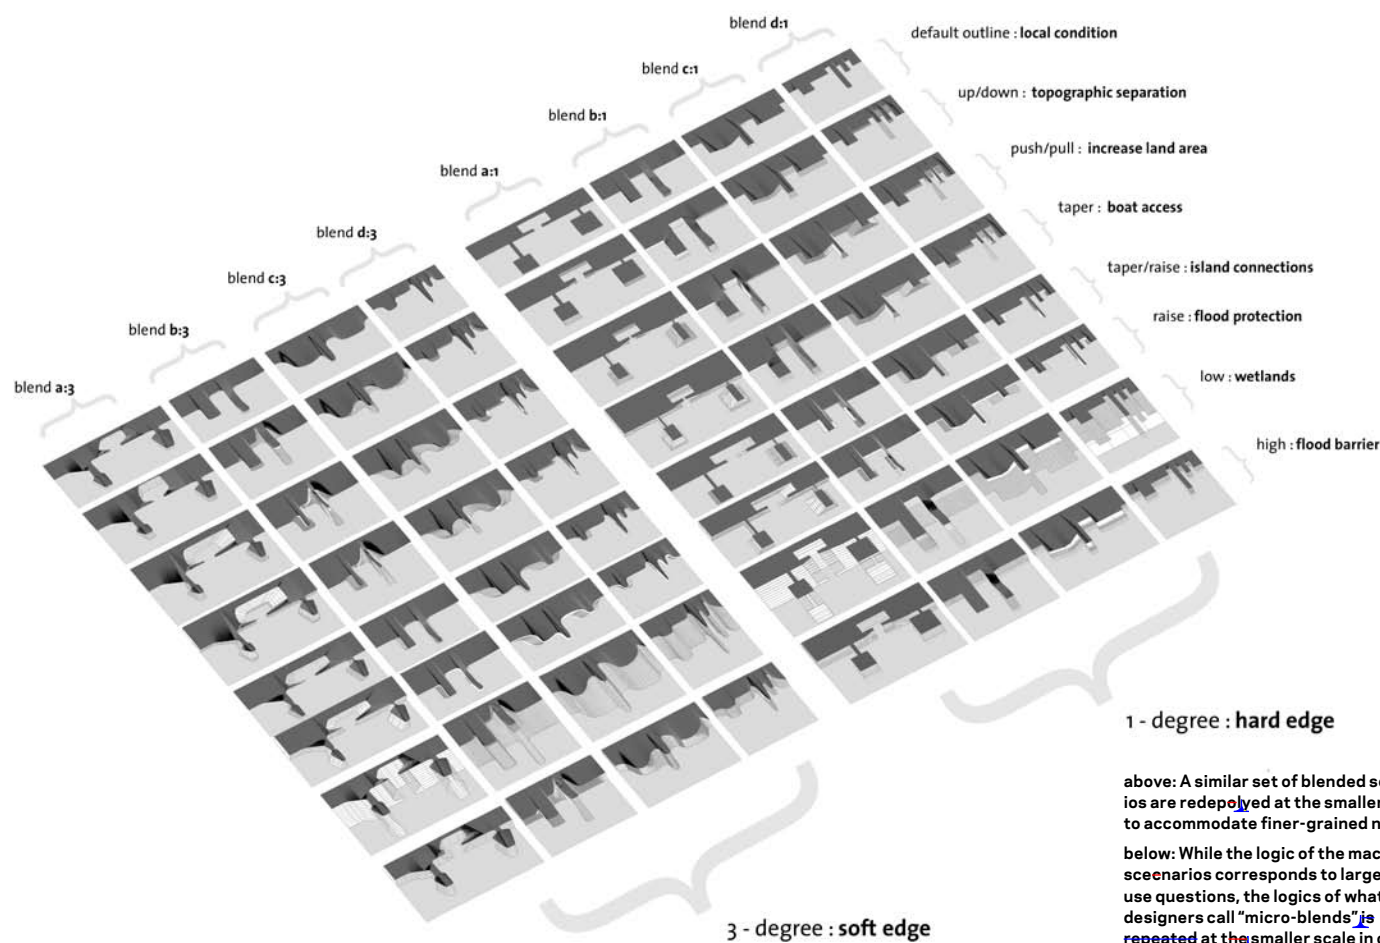 blend d:1
default outline : local condition
blend c:1
up/down : topographic separation
blend b:1
push/pull : increase land area
blend a:1
taper : boat access
blend d:3
taper/raise : island connections
blend c:3
raise : flood protection
blend b:3
low : wetlands
blend a:3
high : flood barrier
1 - degree : hard edge
3 - degree : soft edge
above: A similar set of blended sc
ios are redepolyed at the smaller
to accommodate finer-grained n
below: While the logic of the mac
sceenarios corresponds to large
use questions, the logics of what
designers call “micro-blends” is
repeated at the smaller scale in